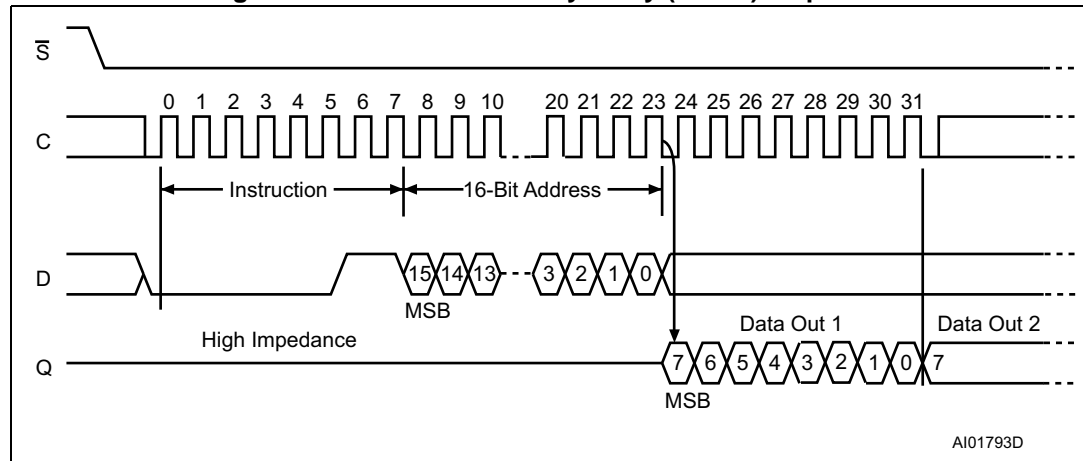 S
0 1 2 3 4 5 6 7 8 9 10 20 21 22 23 24 25 26 27 28 29 30 31
C
Instruction 16-Bit Address
D 15 14 13 3 2 1 0
MSB
High Impedance Data Out 1 Data Out 2
Q 7 6 5 4 3 2 1 0 7
MSB
AI01793D